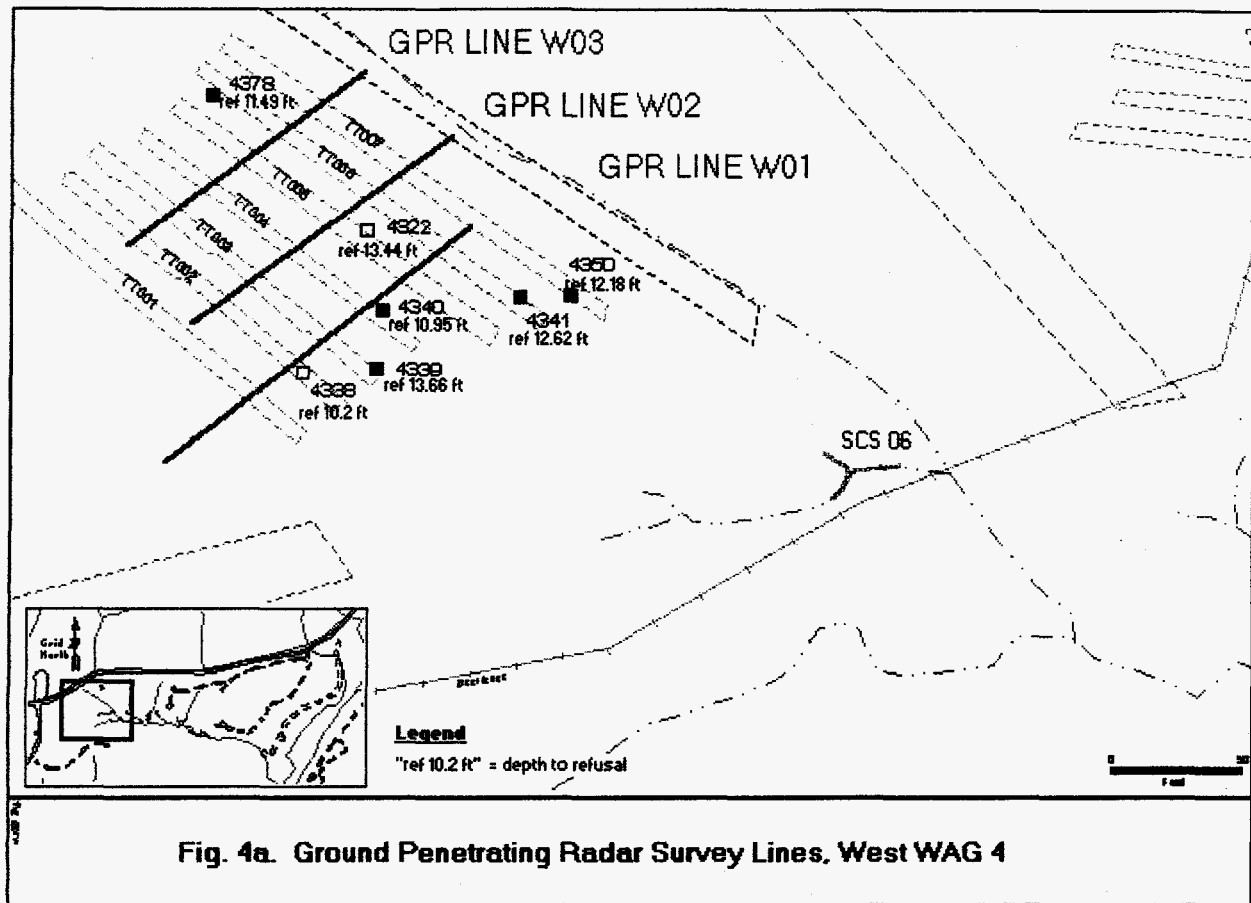 GPR LINE W03
4378
ref 11.49 ft
GPR LINE W02
TT007
GPR LINE W01
TT006
TT005
TT004
TT003
TT002
TT001
4322
ref 13.44 ft
4350
ref 12.18 ft
4340
ref 10.95 ft
4341
ref 12.62 ft
4339
ref 13.66 ft
4338
ref 10.2 ft
SCS 06
Grid
North
Legend
"ref 10.2 ft" = depth to refusal
0
50
Feet
Fig. 4a. Ground Penetrating Radar Survey Lines, West WAG 4